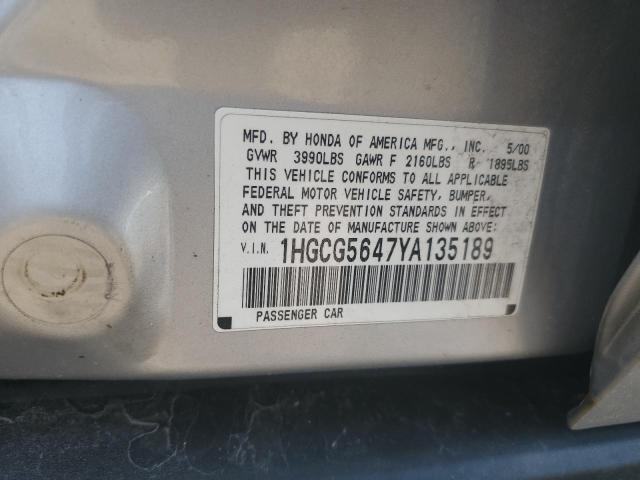 MFD. BY HONDA OF AMERICA MFG., INC. 5/00
GVWR 3990LBS GAWR F 2160LBS R 1895LBS
THIS VEHICLE CONFORMS TO ALL APPLICABLE
FEDERAL MOTOR VEHICLE SAFETY, BUMPER,
AND THEFT PREVENTION STANDARDS IN EFFECT
ON THE DATE OF MANUFACTURE SHOWN ABOVE:
V.I.N. 1HGCG5647YA135189
PASSENGER CAR